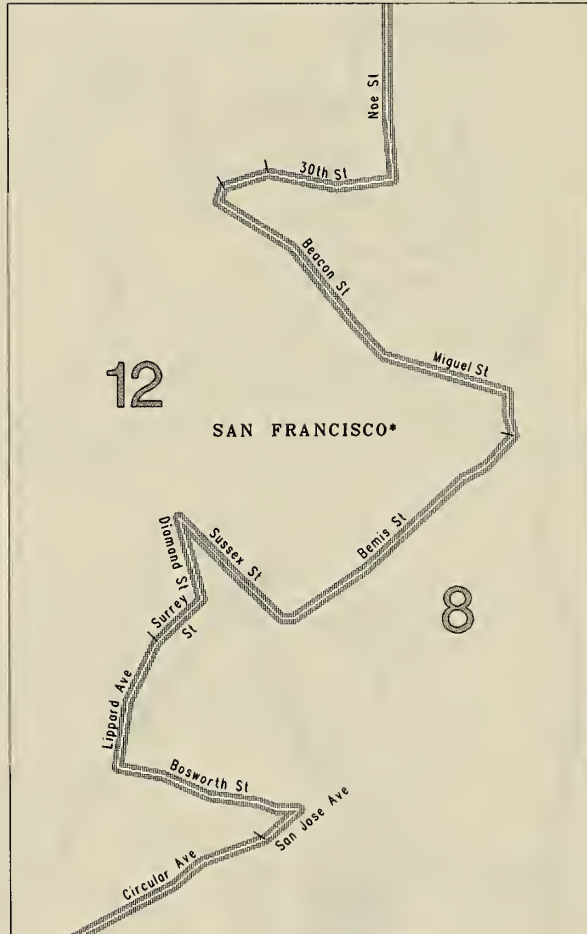 Noe St
30th St
Beacon St
Miguel St
12
SAN FRANCISCO*
Diamond St
Sussex St
Bemis St
Surrey St
8
Lippard Ave
Bosworth St
San Jose Ave
Circular Ave